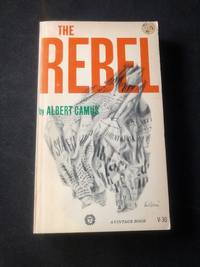 THE
REBEL
by ALBERT CAMUS
A VINTAGE BOOK
V-30